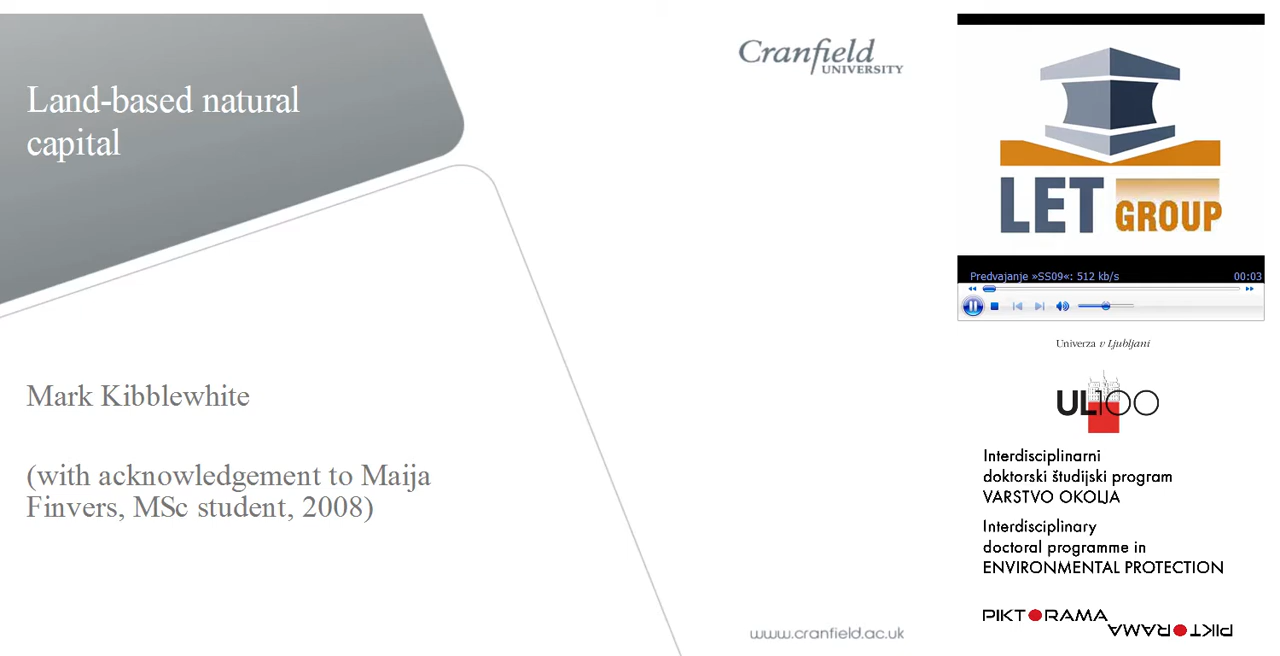 Land-based natural
capital
Mark Kibblewhite
(with acknowledgement to Maija
Finvers, MSc student, 2008)
Cranfield
UNIVERSITY
www.cranfield.ac.uk
LET GROUP
Predvajanje »SS09«: 512 kb/s 00:03
Univerza v Ljubljani
UL100
Interdisciplinarni
doktorski študijski program
VARSTVO OKOLJA
Interdisciplinary
doctoral programme in
ENVIRONMENTAL PROTECTION
PIKTORAMA
PIKTORAMA